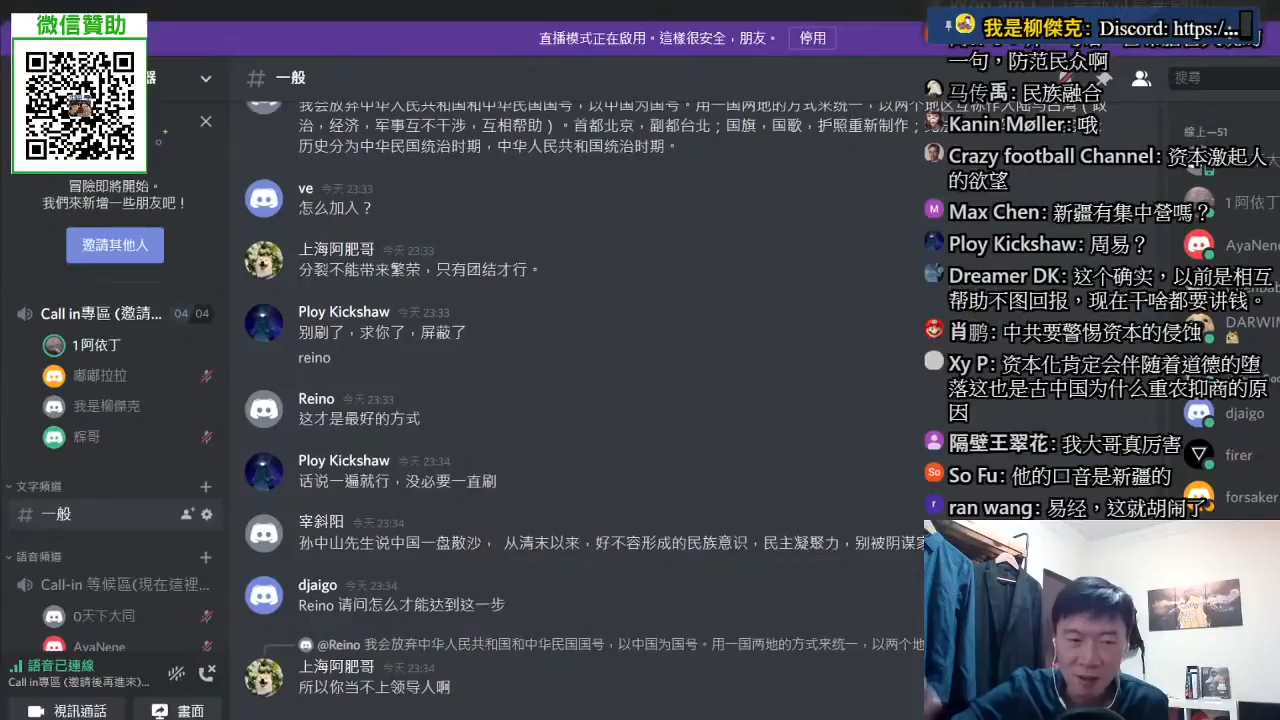 微信贊助
直播模式正在啟用。這樣很安全，朋友。
停用
我是柳傑克: Discord: https:/...
器
# 一般
搜尋
冒險即將開始。
我們來新增一些朋友吧！
邀請其他人
Call in專區 (邀請...
04 04
1 阿依丁
嘟嘟拉拉
我是柳傑克
辉哥
文字頻道
# 一般
語音頻道
Call-in 等候區(現在這裡...
0天下大同
AyaNene
語音已連線
Call in專區 (邀請後再進來)...
視訊通話
畫面
我会放弃中华人民共和国和中华民国国号，以中国为国号。用一国两地的方式来统一，以两个地区互称作大陆与台湾（政
治，经济，军事互不干涉，互相帮助）。首都北京，副都台北；国旗，国歌，护照重新制作；
历史分为中华民国统治时期，中华人民共和国统治时期。
ve 今天 23:33
怎么加入？
上海阿肥哥 今天 23:33
分裂不能带来繁荣，只有团结才行。
Ploy Kickshaw 今天 23:33
别刷了，求你了，屏蔽了
reino
Reino 今天 23:33
这才是最好的方式
Ploy Kickshaw 今天 23:34
话说一遍就行，没必要一直刷
宰斜阳 今天 23:34
孙中山先生说中国一盘散沙， 从清末以来，好不容形成的民族意识，民主凝聚力，别被阴谋家
djaigo 今天 23:34
Reino 请问怎么才能达到这一步
@Reino 我会放弃中华人民共和国和中华民国国号，以中国为国号。用一国两地的方式来统一，以两个地
上海阿肥哥 今天 23:34
所以你当不上领导人啊
一句，防范民众啊
马传禹: 民族融合
Kanin Møller: 哦
Crazy football Channel: 资本激起人
的欲望
Max Chen: 新疆有集中營嗎？
Ploy Kickshaw: 周易？
Dreamer DK: 这个确实，以前是相互
帮助不图回报，现在干啥都要讲钱。
肖鹏: 中共要警惕资本的侵蚀
Xy P: 资本化肯定会伴随着道德的堕
落这也是古中国为什么重农抑商的原
因
隔壁王翠花: 我大哥真厉害
So Fu: 他的口音是新疆的
ran wang: 易经，这就胡闹了
線上—51
1 阿依丁
AyaNene
DARWIN
djaigo
firer
forsaker